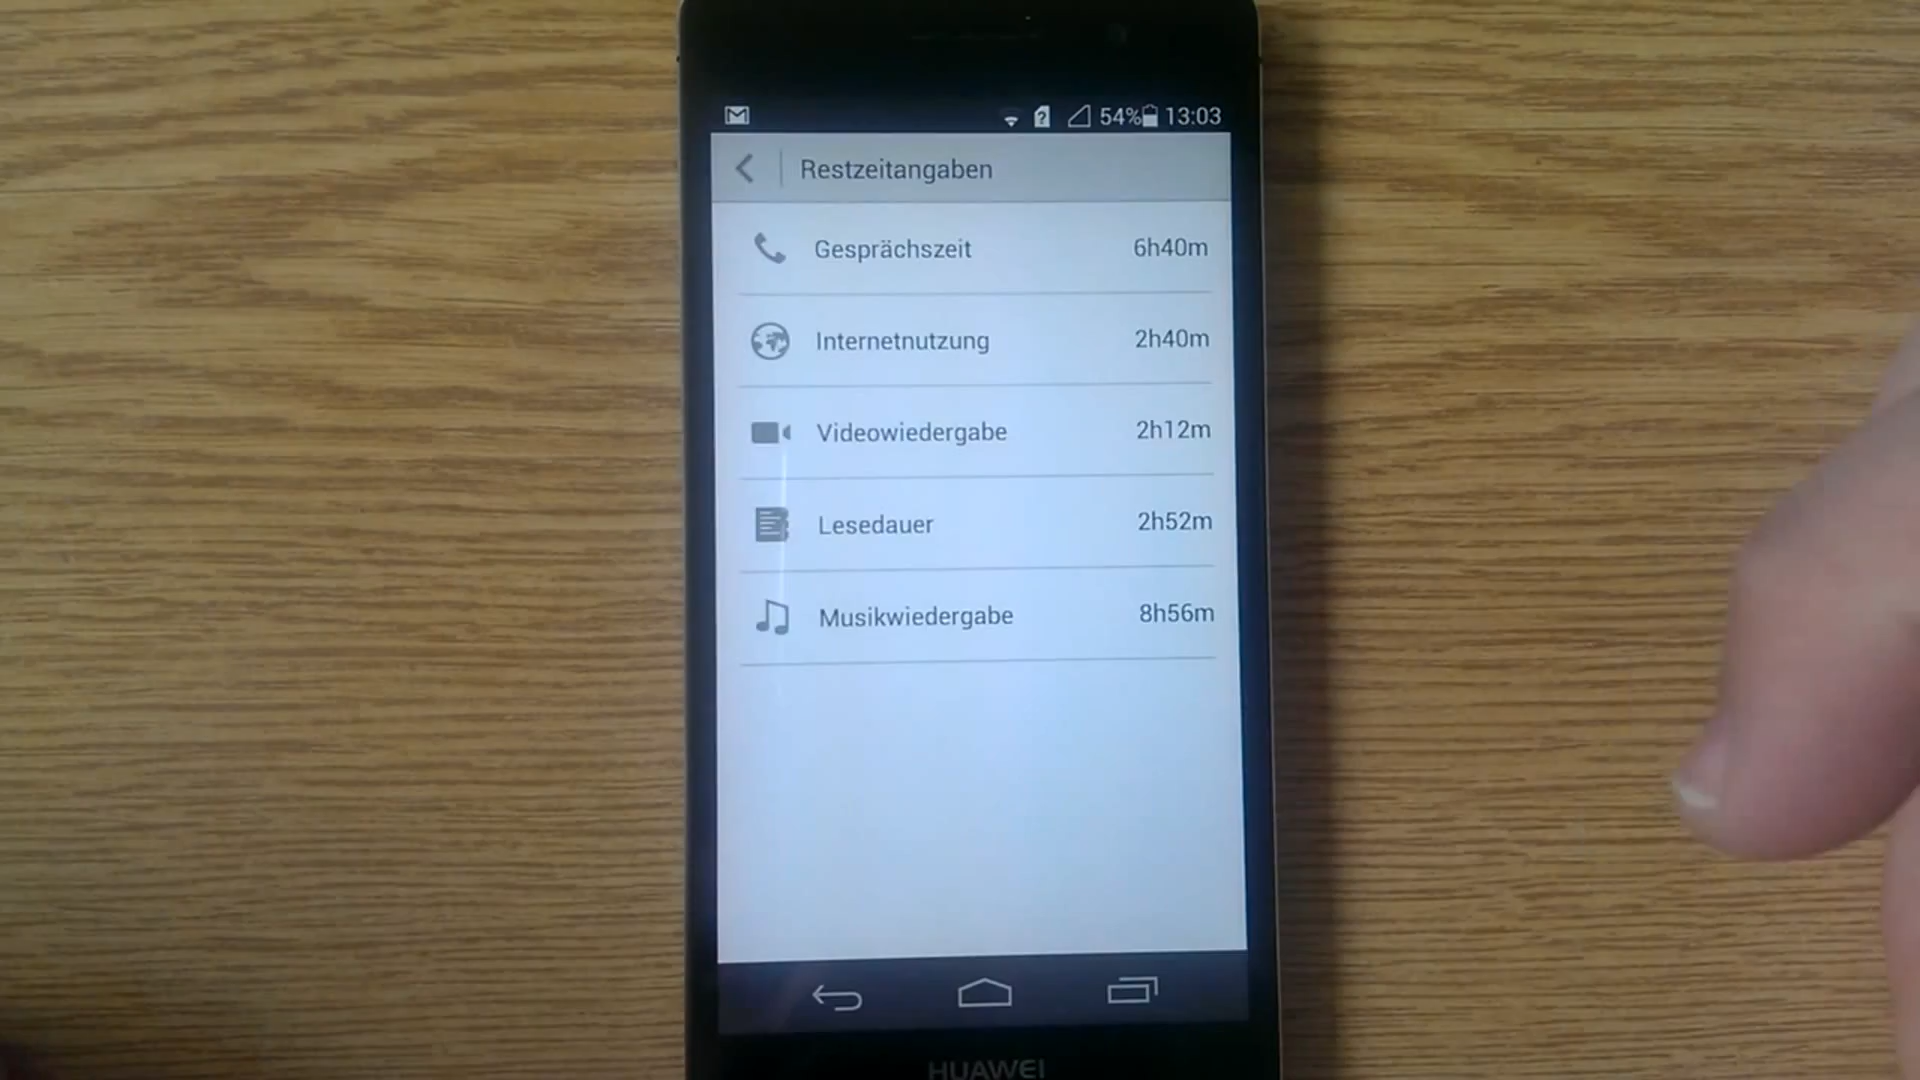 54% 13:03
Restzeitangaben
Gesprächszeit 6h40m
Internetnutzung 2h40m
Videowiedergabe 2h12m
Lesedauer 2h52m
Musikwiedergabe 8h56m
HUAWEI